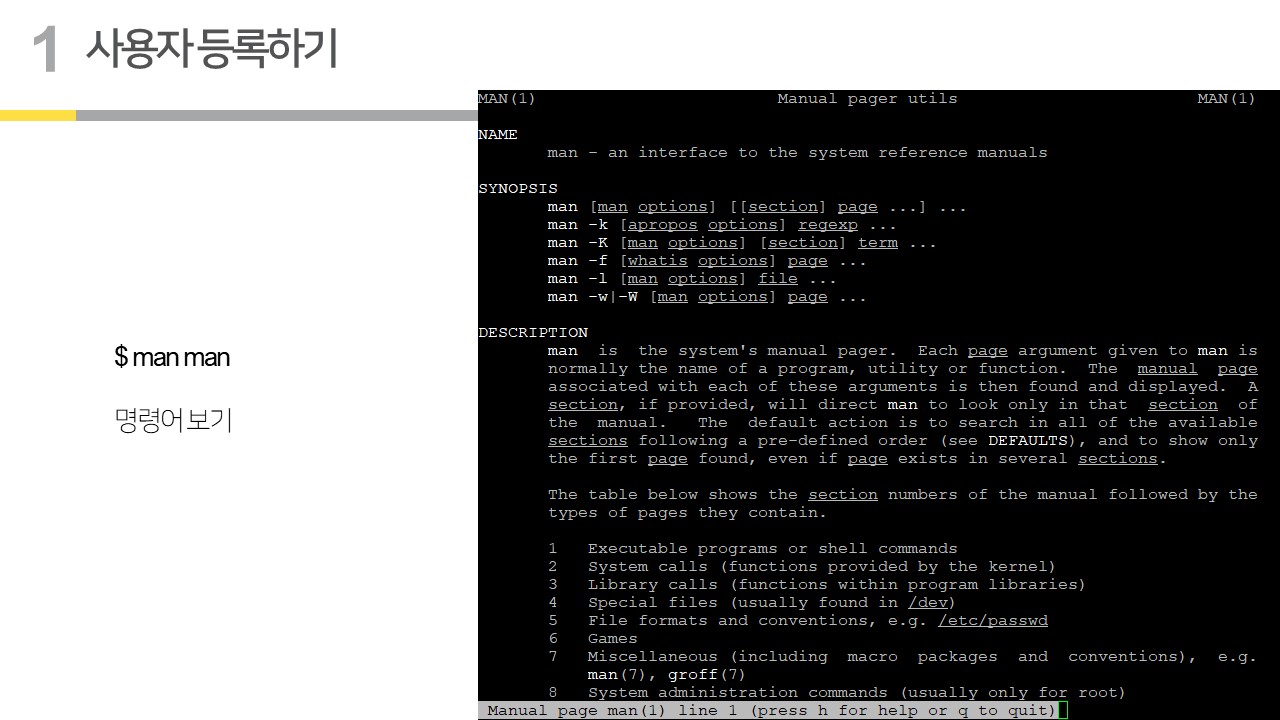 1 사용자 등록하기
$ man man
명령어 보기
MAN(1) Manual pager utils MAN(1)
NAME
man - an interface to the system reference manuals
SYNOPSIS
man [man options] [[section] page ...] ...
man -k [apropos options] regexp ...
man -K [man options] [section] term ...
man -f [whatis options] page ...
man -l [man options] file ...
man -w|-W [man options] page ...
DESCRIPTION
man is the system's manual pager. Each page argument given to man is
normally the name of a program, utility or function. The manual page
associated with each of these arguments is then found and displayed. A
section, if provided, will direct man to look only in that section of
the manual. The default action is to search in all of the available
sections following a pre-defined order (see DEFAULTS), and to show only
the first page found, even if page exists in several sections.
The table below shows the section numbers of the manual followed by the
types of pages they contain.
1 Executable programs or shell commands
2 System calls (functions provided by the kernel)
3 Library calls (functions within program libraries)
4 Special files (usually found in /dev)
5 File formats and conventions, e.g. /etc/passwd
6 Games
7 Miscellaneous (including macro packages and conventions), e.g.
man(7), groff(7)
8 System administration commands (usually only for root)
Manual page man(1) line 1 (press h for help or q to quit)